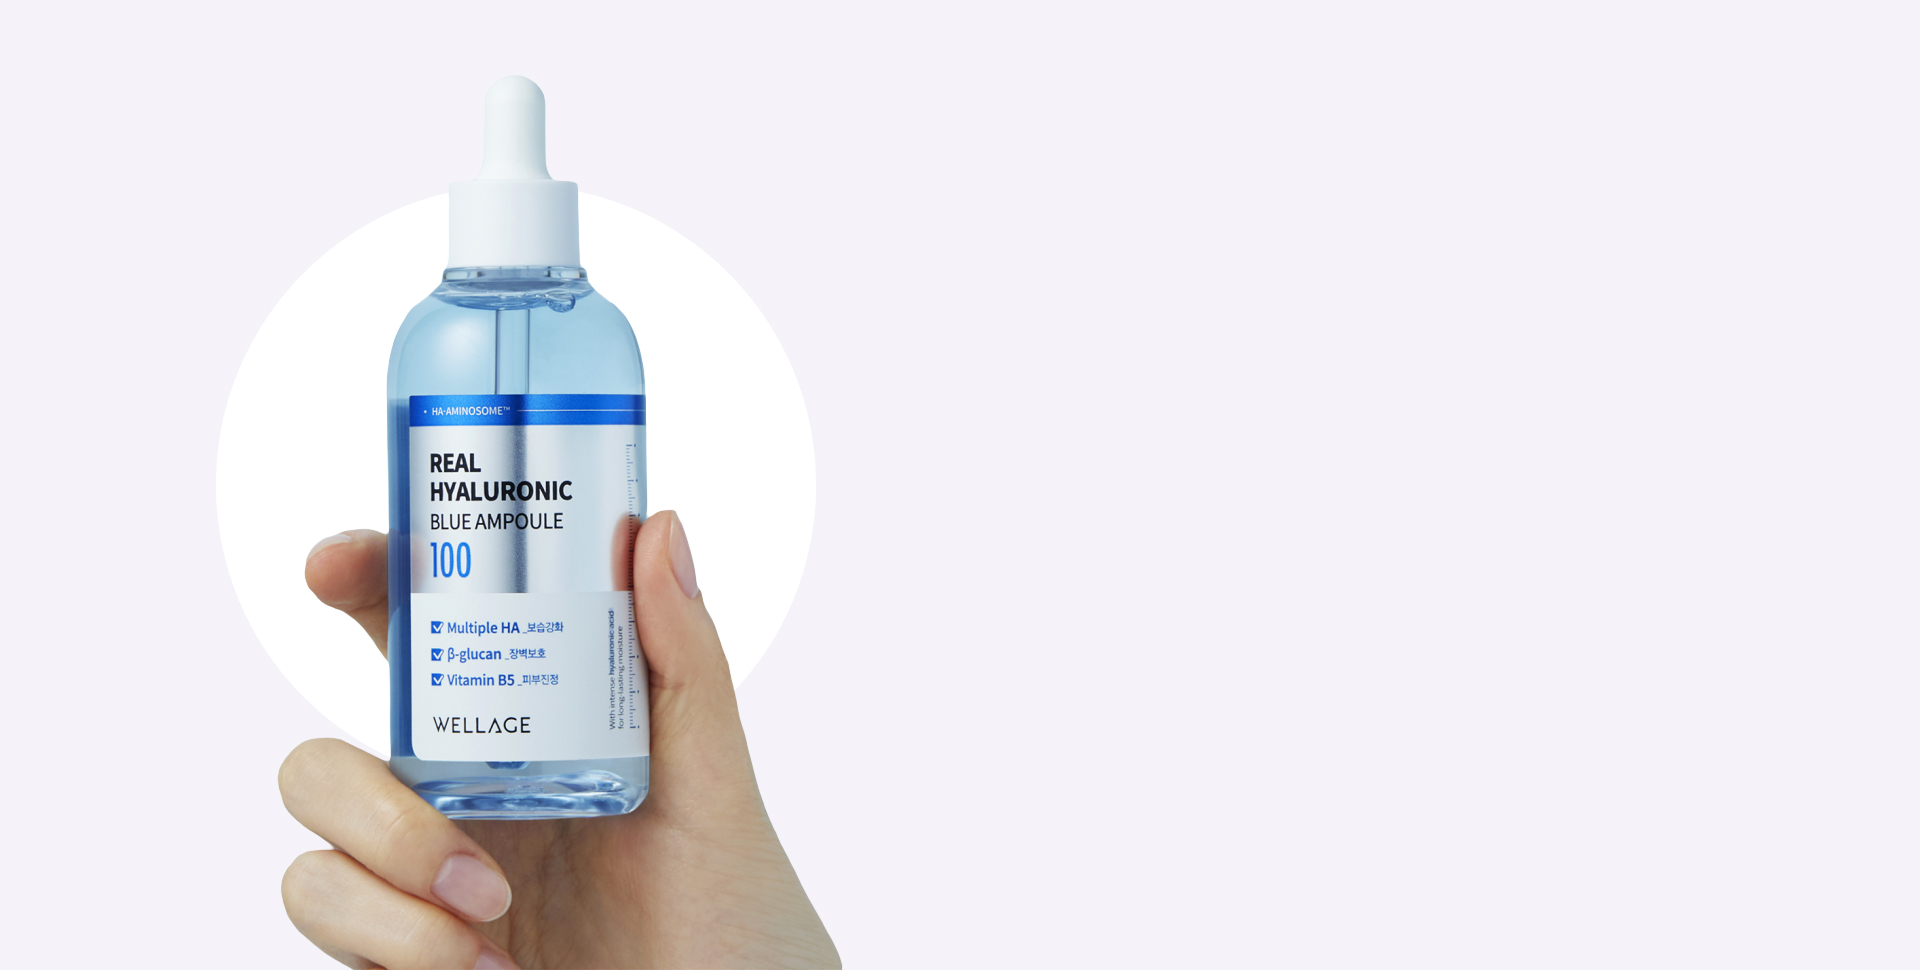 • HA-AMINOSOME™
REAL
HYALURONIC
BLUE AMPOULE
100
Multiple HA _보습강화
β-glucan _장벽보호
Vitamin B5 _피부진정
WELLAGE
With intense hyaluronic acid
for long-lasting moisture